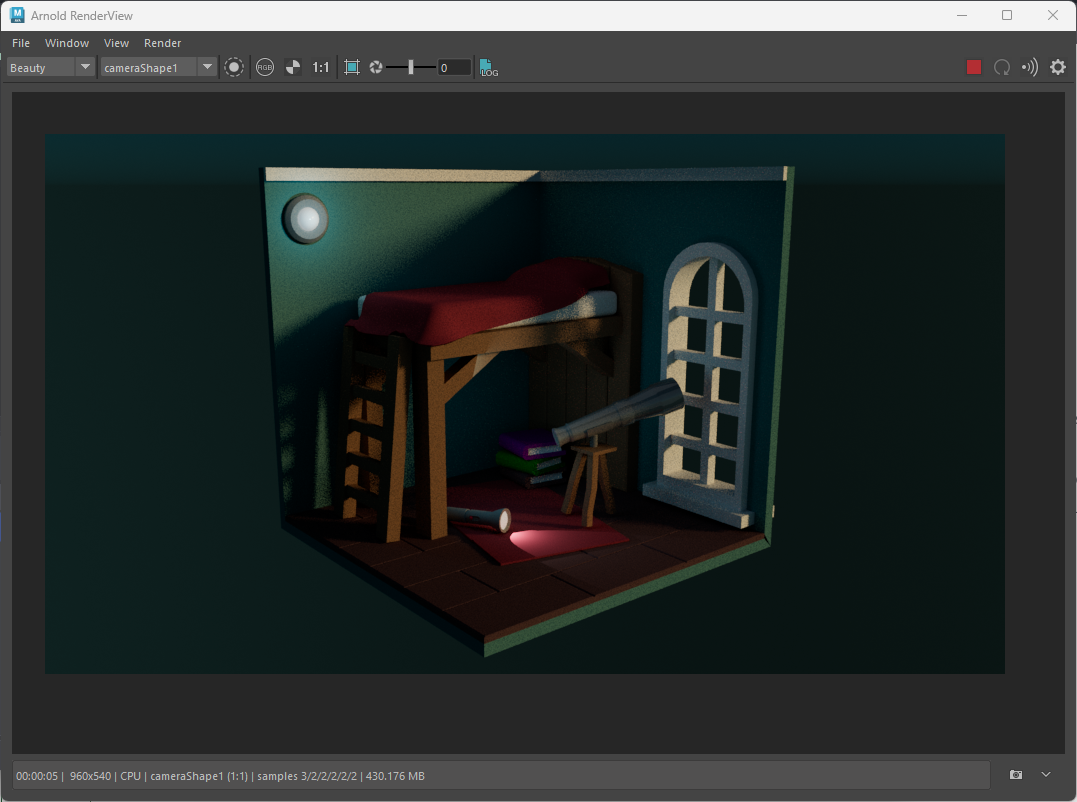 Arnold RenderView
File Window View Render
Beauty cameraShape1 RGB 1:1 0 LOG
00:00:05 | 960x540 | CPU | cameraShape1 (1:1) | samples 3/2/2/2/2/2 | 430.176 MB